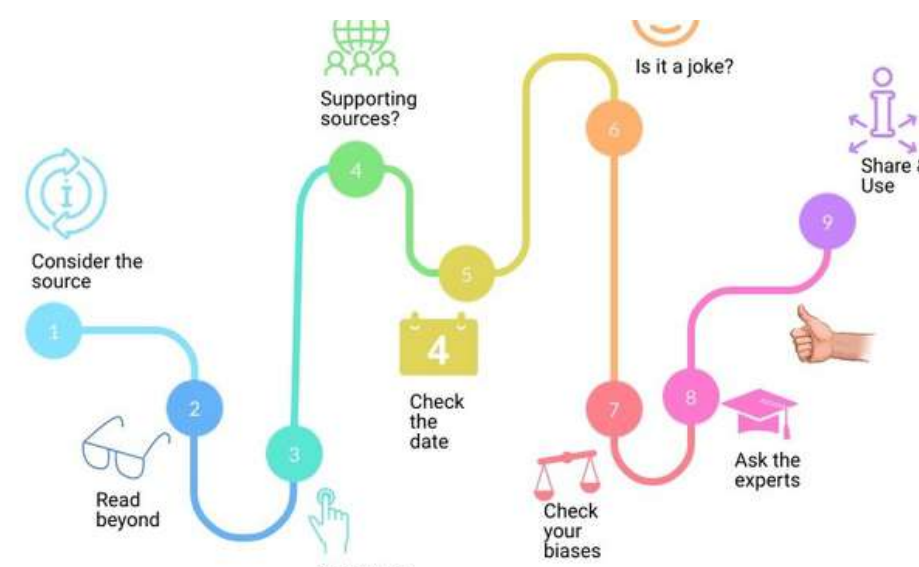 Consider the
source
1
2
Read
beyond
3
Supporting
sources?
4
5
4
Check
the
date
Is it a joke?
6
7
Check
your
biases
8
Ask the
experts
9
Share
Use